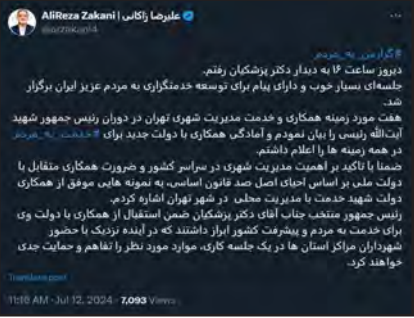 AliReza Zakani | علیرضا زاکانی
@arzakani4
#گزارش_به_مردم
دیروز ساعت ۱۶ به دیدار دکتر پزشکیان رفتم.
جلسه‌ای بسیار خوب و دارای پیام برای توسعه خدمتگزاری به مردم عزیز ایران برگزار
شد.
هفت مورد زمینه همکاری و خدمت مدیریت شهری تهران در دوران رئیس جمهور شهید
آیت‌الله رئیسی را بیان نمودم و آمادگی همکاری با دولت جدید برای #خدمت_به_مردم
در همه زمینه ها را اعلام داشتم.
ضمنا با تاکید بر اهمیت مدیریت شهری در سراسر کشور و ضرورت همکاری متقابل با
دولت ملی بر اساس احیای اصل صد قانون اساسی، به نمونه هایی موفق از همکاری
دولت شهید خدمت با مدیریت محلی در شهر تهران اشاره کردم.
رئیس جمهور منتخب جناب آقای دکتر پزشکیان ضمن استقبال از همکاری با دولت وی
برای خدمت به مردم و پیشرفت کشور ابراز داشتند که در آینده نزدیک با حضور
شهرداران مراکز استان ها در یک جلسه کاری، موارد مورد نظر را تفاهم و حمایت جدی
خواهند کرد.
Translate post
11:18 AM · Jul 12, 2024 · 7,093 Views